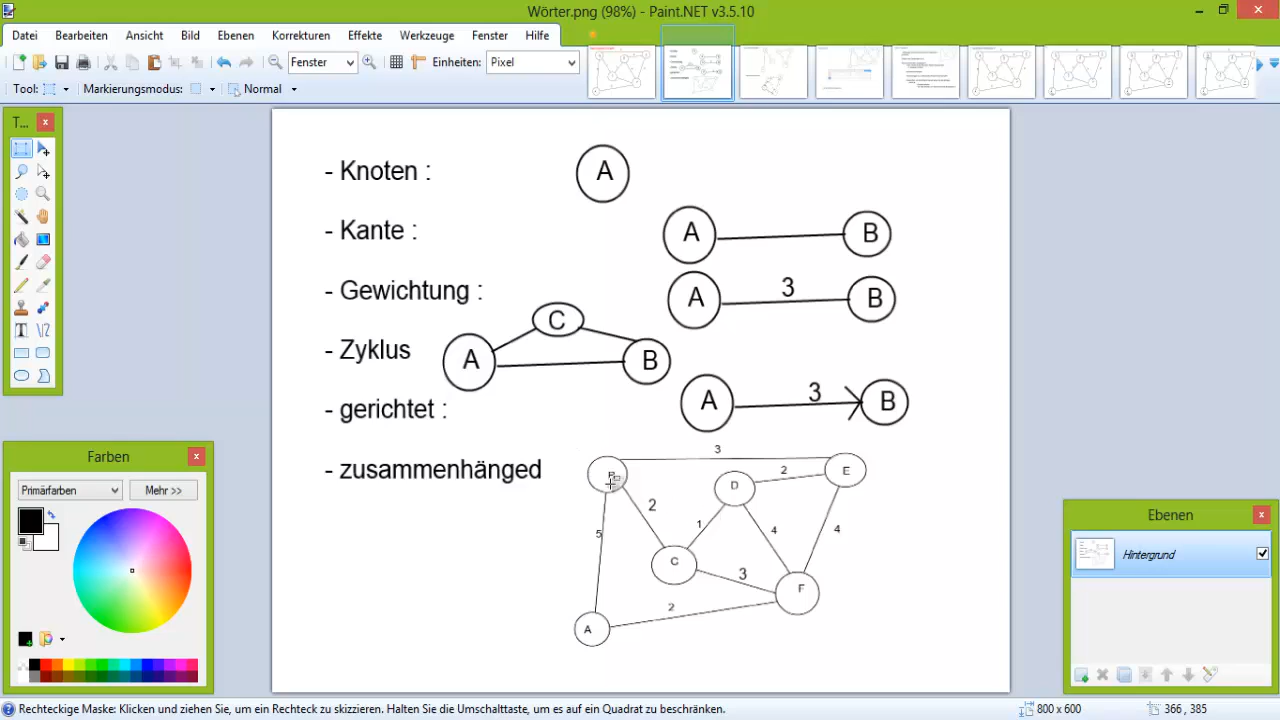 Wörter.png (98%) - Paint.NET v3.5.10
Datei Bearbeiten Ansicht Bild Ebenen Korrekturen Effekte Werkzeuge Fenster Hilfe
Fenster Einheiten: Pixel
Tool: Markierungsmodus: Normal
T...
- Knoten : A
- Kante : A B
- Gewichtung : A 3 B
- Zyklus A C B
- gerichtet : A 3 B
- zusammenhänged
3
B D 2 E
2
5 1 4 4
C 3 F
2
A
Farben
Primärfarben Mehr >>
Ebenen
Hintergrund
Rechteckige Maske: Klicken und ziehen Sie, um ein Rechteck zu skizzieren. Halten Sie die Umschalttaste, um es auf ein Quadrat zu beschränken. 800 x 600 366 , 385